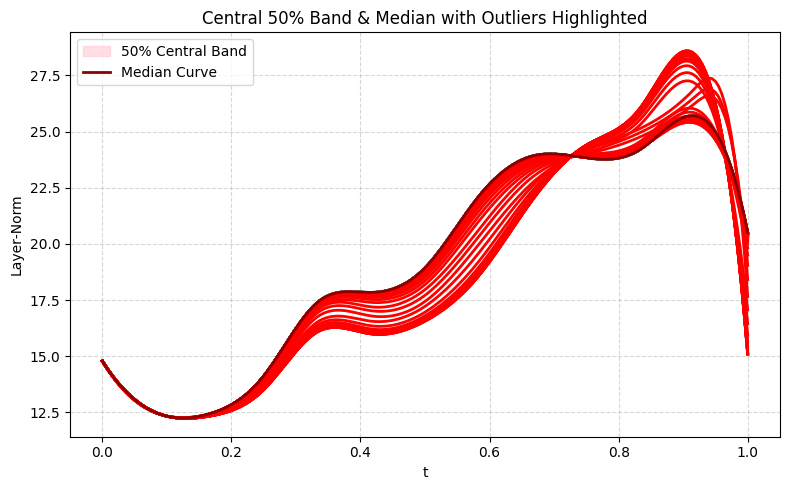 Central 50% Band & Median with Outliers Highlighted
50% Central Band
Median Curve
Layer-Norm
27.5
25.0
22.5
20.0
17.5
15.0
12.5
0.0 0.2 0.4 0.6 0.8 1.0
t